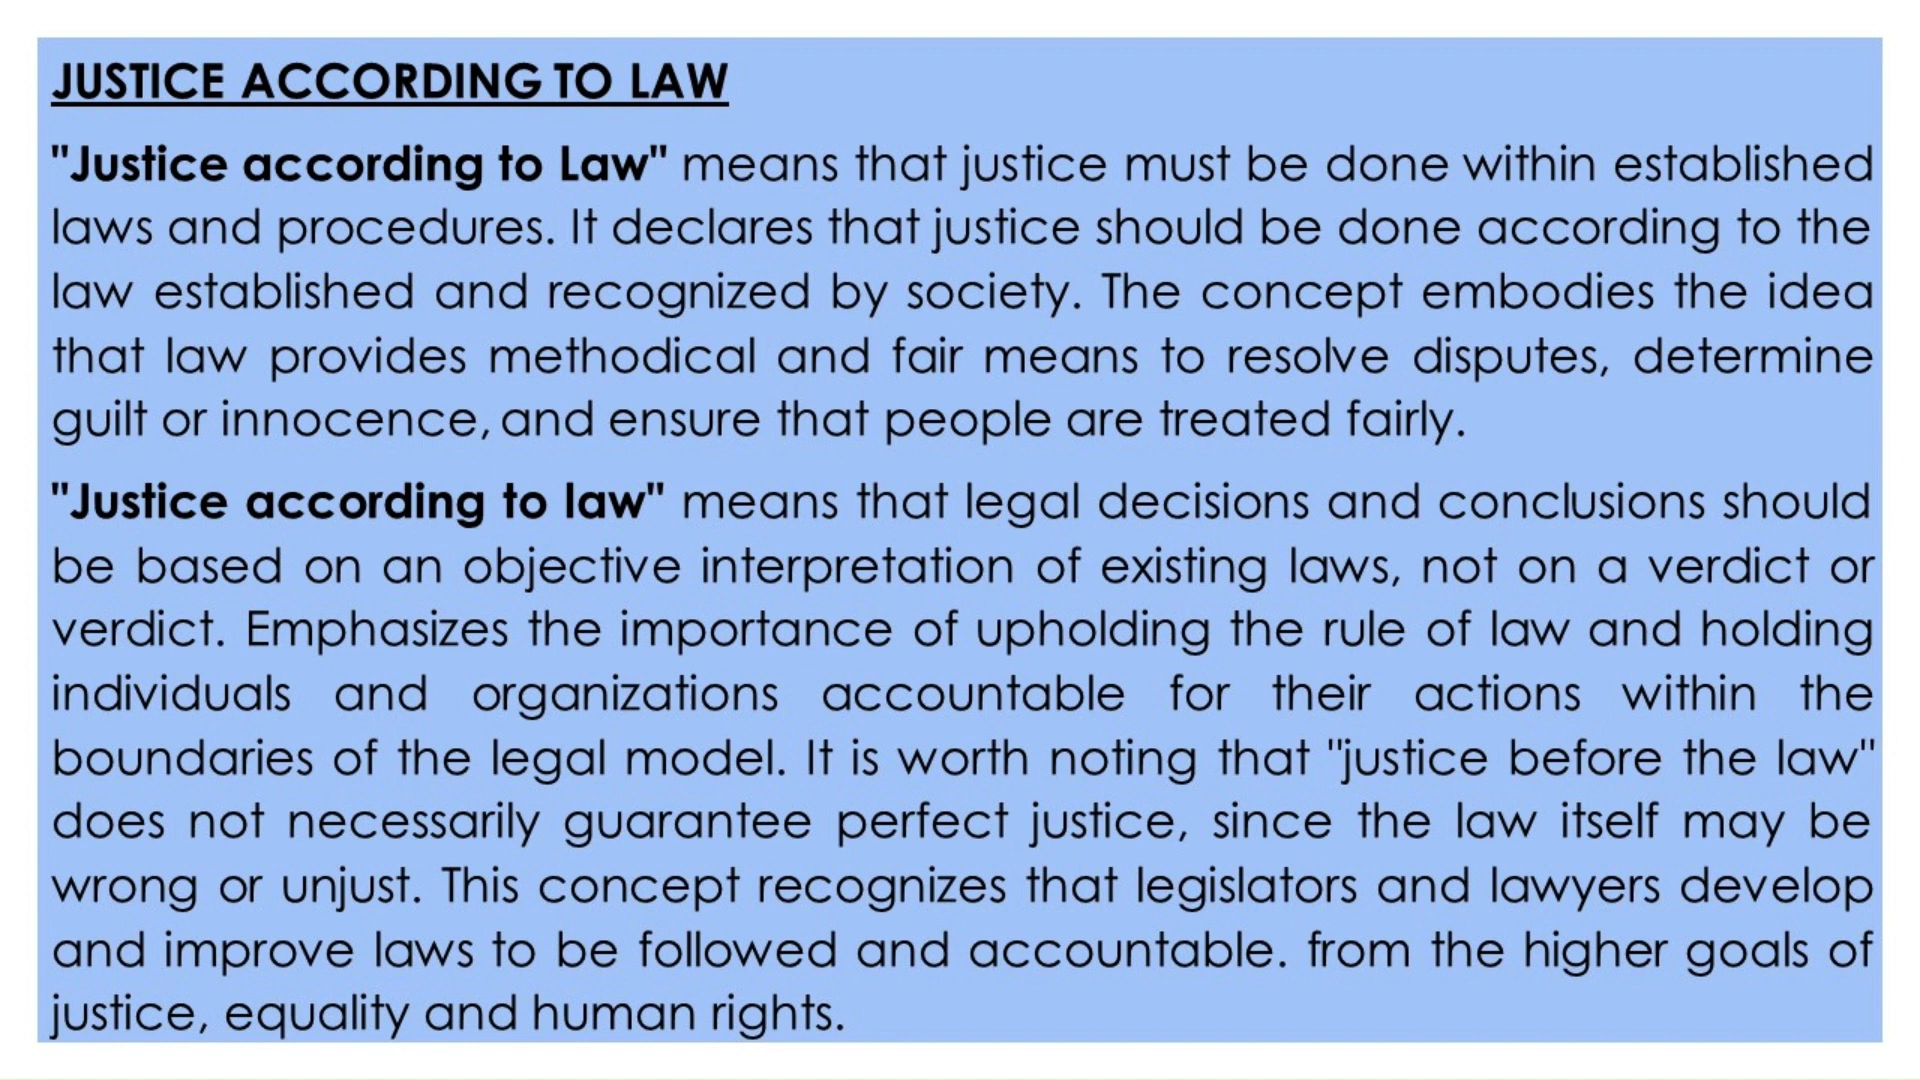 JUSTICE ACCORDING TO LAW
"Justice according to Law" means that justice must be done within established
laws and procedures. It declares that justice should be done according to the
law established and recognized by society. The concept embodies the idea
that law provides methodical and fair means to resolve disputes, determine
guilt or innocence, and ensure that people are treated fairly.
"Justice according to law" means that legal decisions and conclusions should
be based on an objective interpretation of existing laws, not on a verdict or
verdict. Emphasizes the importance of upholding the rule of law and holding
individuals and organizations accountable for their actions within the
boundaries of the legal model. It is worth noting that "justice before the law"
does not necessarily guarantee perfect justice, since the law itself may be
wrong or unjust. This concept recognizes that legislators and lawyers develop
and improve laws to be followed and accountable. from the higher goals of
justice, equality and human rights.